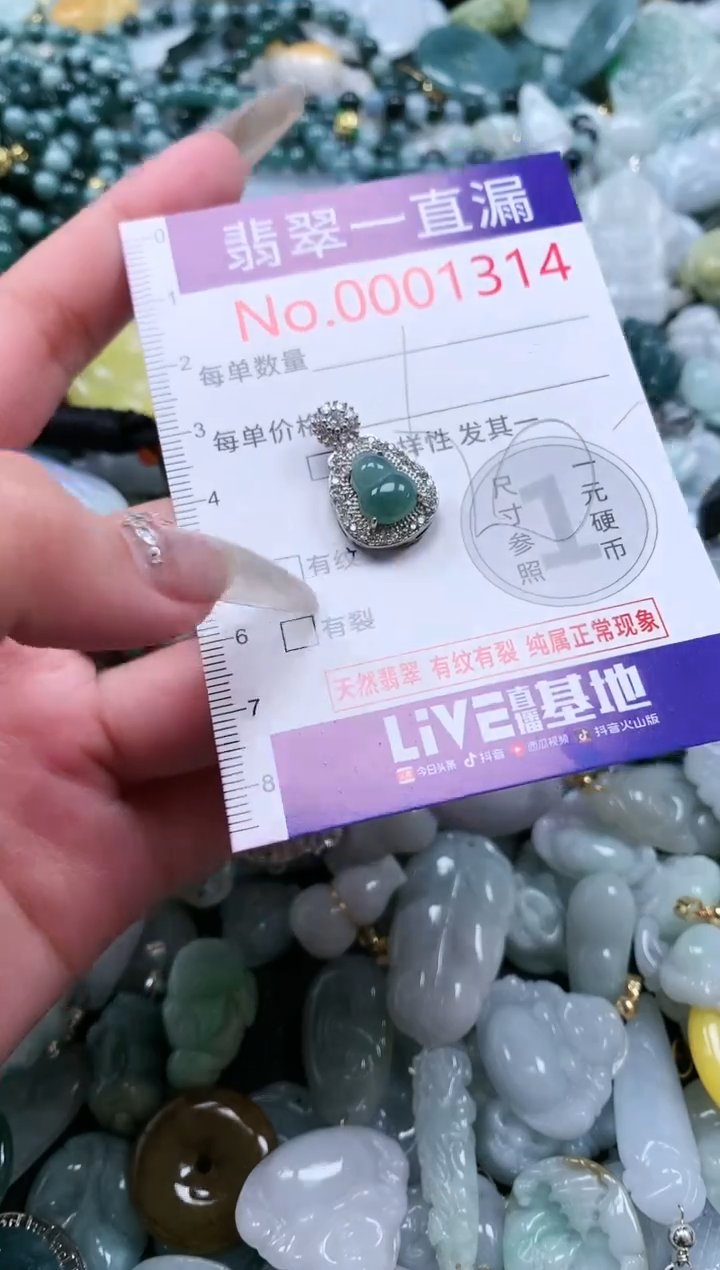 翡翠一直漏
No.0001314
每单数量
每单价格
样性 发其一
尺寸参照
1
一元硬币
有纹
有裂
天然翡翠 有纹有裂 纯属正常现象
LiVE直播基地
今日头条 抖音 西瓜视频 抖音火山版
0
1
2
3
4
6
7
8